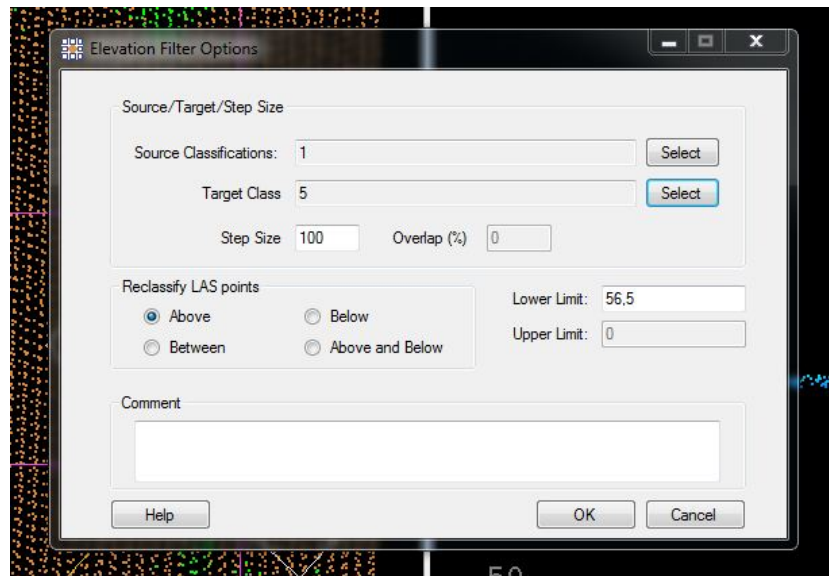 Elevation Filter Options
Source/Target/Step Size
Source Classifications: 1 Select
Target Class 5 Select
Step Size 100 Overlap (%) 0
Reclassify LAS points
Above Below
Between Above and Below
Lower Limit: 56,5
Upper Limit: 0
Comment
Help OK Cancel
50